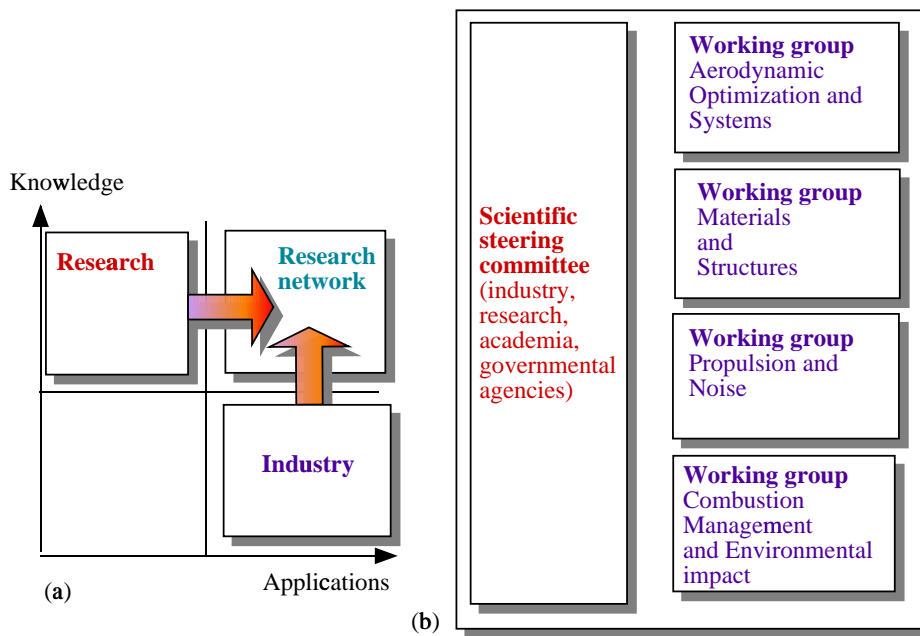 Knowledge
Research
Research
network
Industry
Applications
(a)
Scientific
steering
committee
(industry,
research,
academia,
governmental
agencies)
Working group
Aerodynamic
Optimization and
Systems
Working group
Materials
and
Structures
Working group
Propulsion and
Noise
Working group
Combustion
Management
and Environmental
impact
(b)